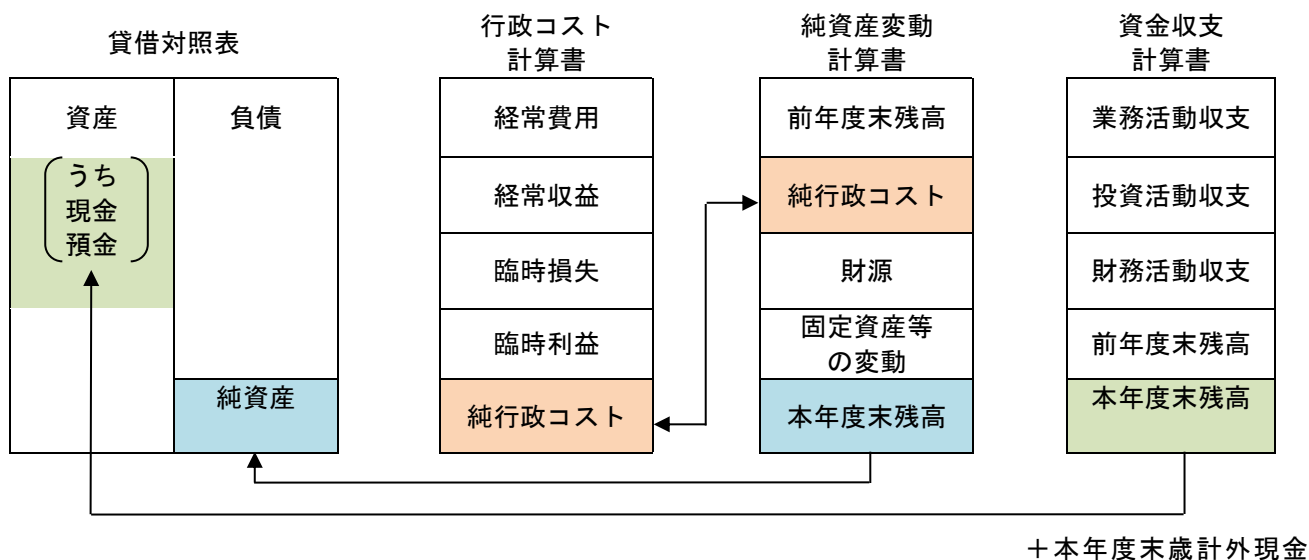 貸借対照表
資産
負債
うち
現金
預金
純資産
行政コスト
計算書
経常費用
経常収益
臨時損失
臨時利益
純行政コスト
純資産変動
計算書
前年度末残高
純行政コスト
財源
固定資産等
の変動
本年度末残高
資金収支
計算書
業務活動収支
投資活動収支
財務活動収支
前年度末残高
本年度末残高
＋本年度末歳計外現金